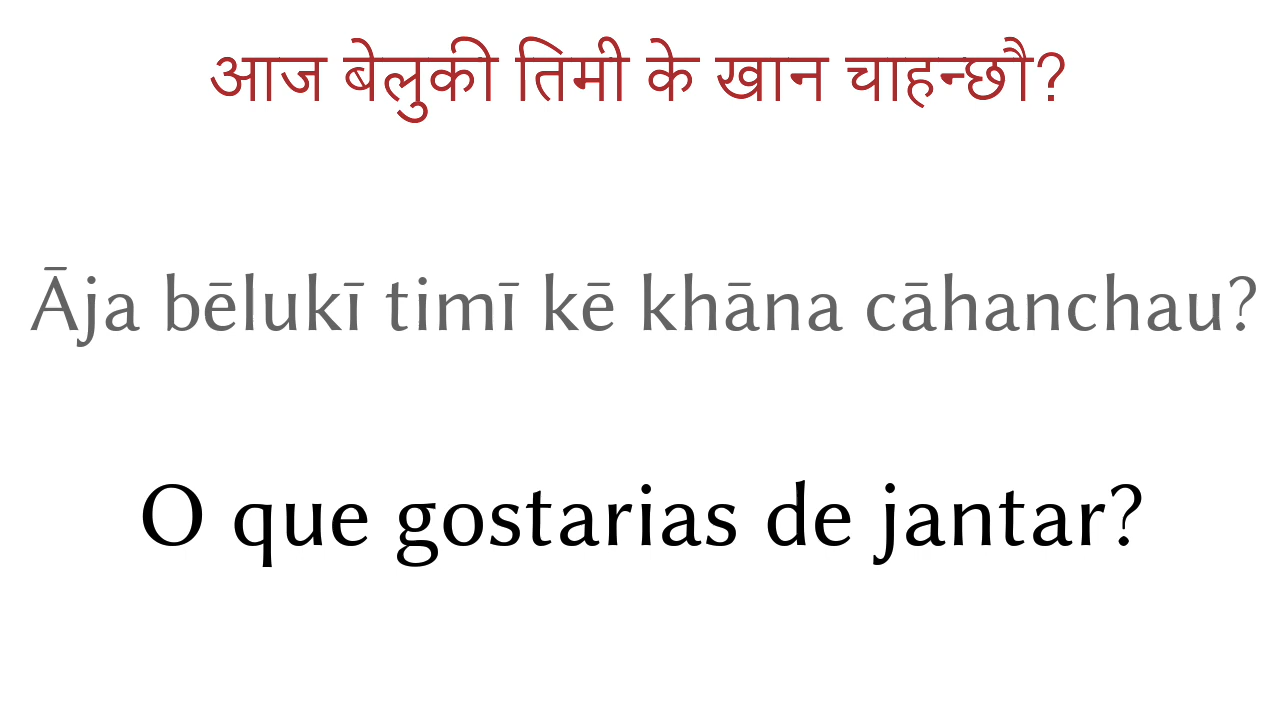 आज बेलुकी तिमी के खान चाहन्छौ?
Āja bēlukī timī kē khāna cāhanchau?
O que gostarias de jantar?